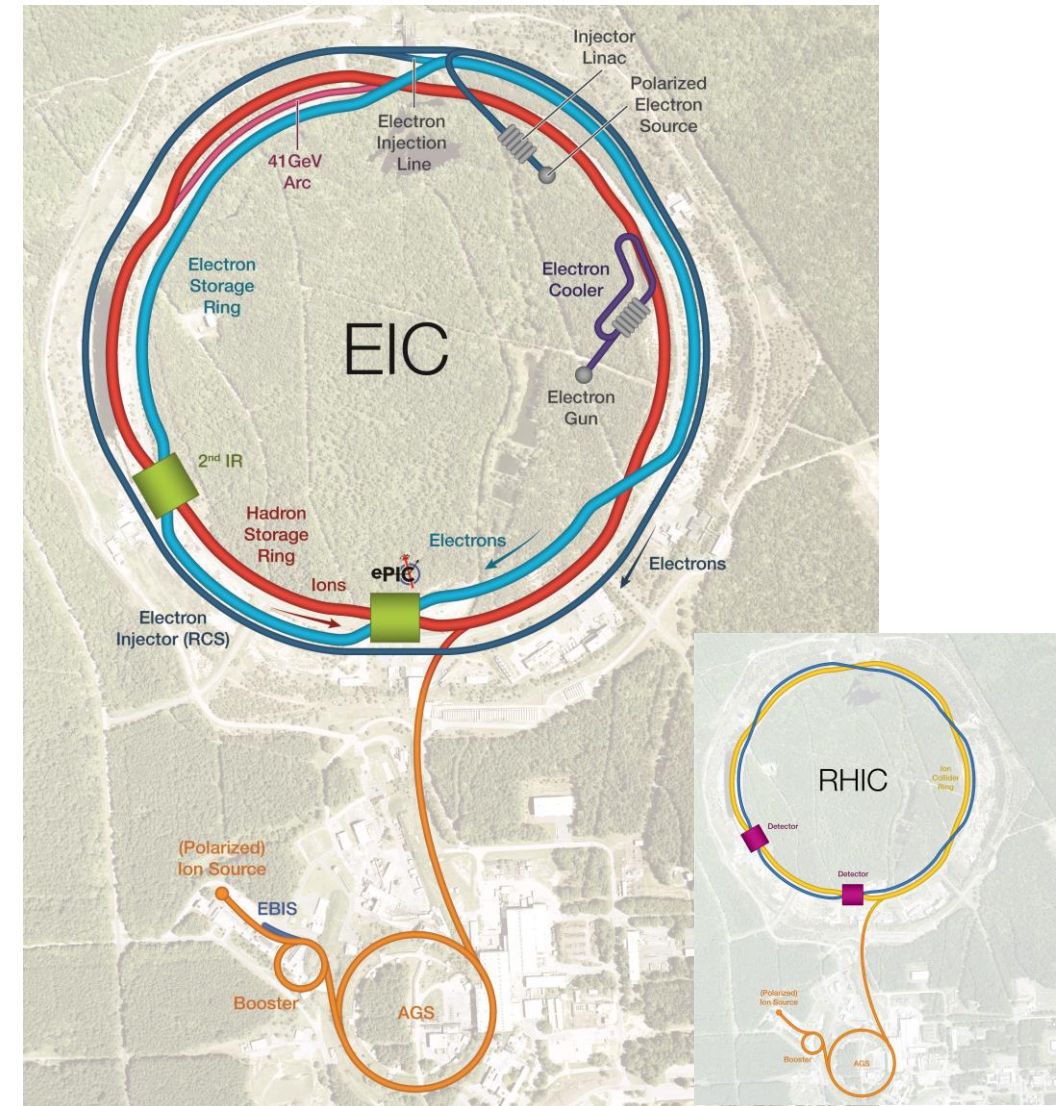 Injector
Linac
Polarized
Electron
Source
Electron
Injection
Line
41GeV
Arc
Electron
Storage
Ring
Electron
Cooler
EIC
Electron
Gun
2nd IR
Hadron
Storage
Ring
Electrons
Electrons
ePIC
Ions
Electron
Injector (RCS)
(Polarized)
Ion Source
EBIS
Booster
AGS
RHIC
Ion
Collider
Ring
Detector
Detector
(Polarized)
Ion Source
Booster
AGS